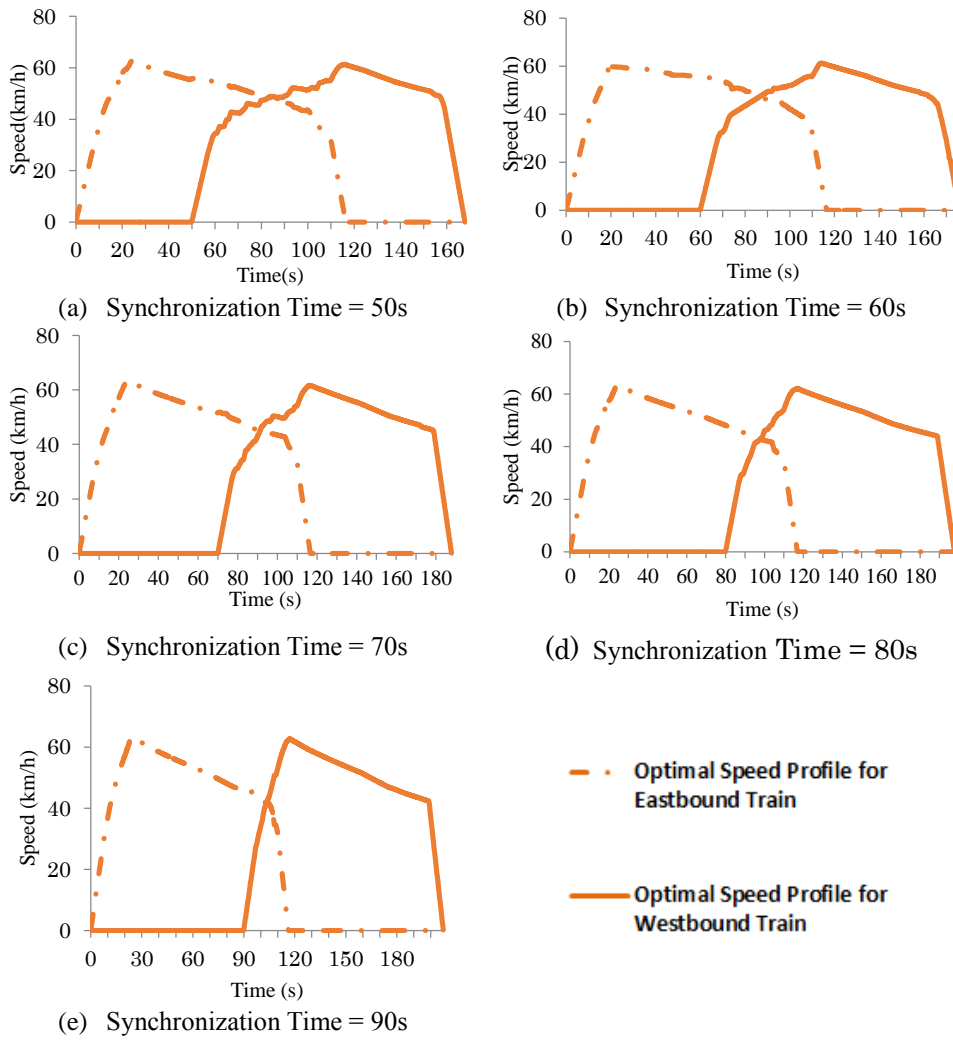 80
60
40
20
0
Speed(km/h)
0 20 40 60 80 100 120 140 160
Time(s)
(a) Synchronization Time = 50s
80
60
40
20
0
Speed (km/h)
0 20 40 60 80 100 120 140 160
Time (s)
(b) Synchronization Time = 60s
80
60
40
20
0
Speed (km/h)
0 20 40 60 80 100 120 140 160 180
Time (s)
(c) Synchronization Time = 70s
80
60
40
20
0
Speed (km/h)
0 20 40 60 80 100 120 140 160 180
Time (s)
(d) Synchronization Time = 80s
80
60
40
20
0
Speed (km/h)
0 30 60 90 120 150 180
Time (s)
(e) Synchronization Time = 90s
Optimal Speed Profile for
Eastbound Train
Optimal Speed Profile for
Westbound Train